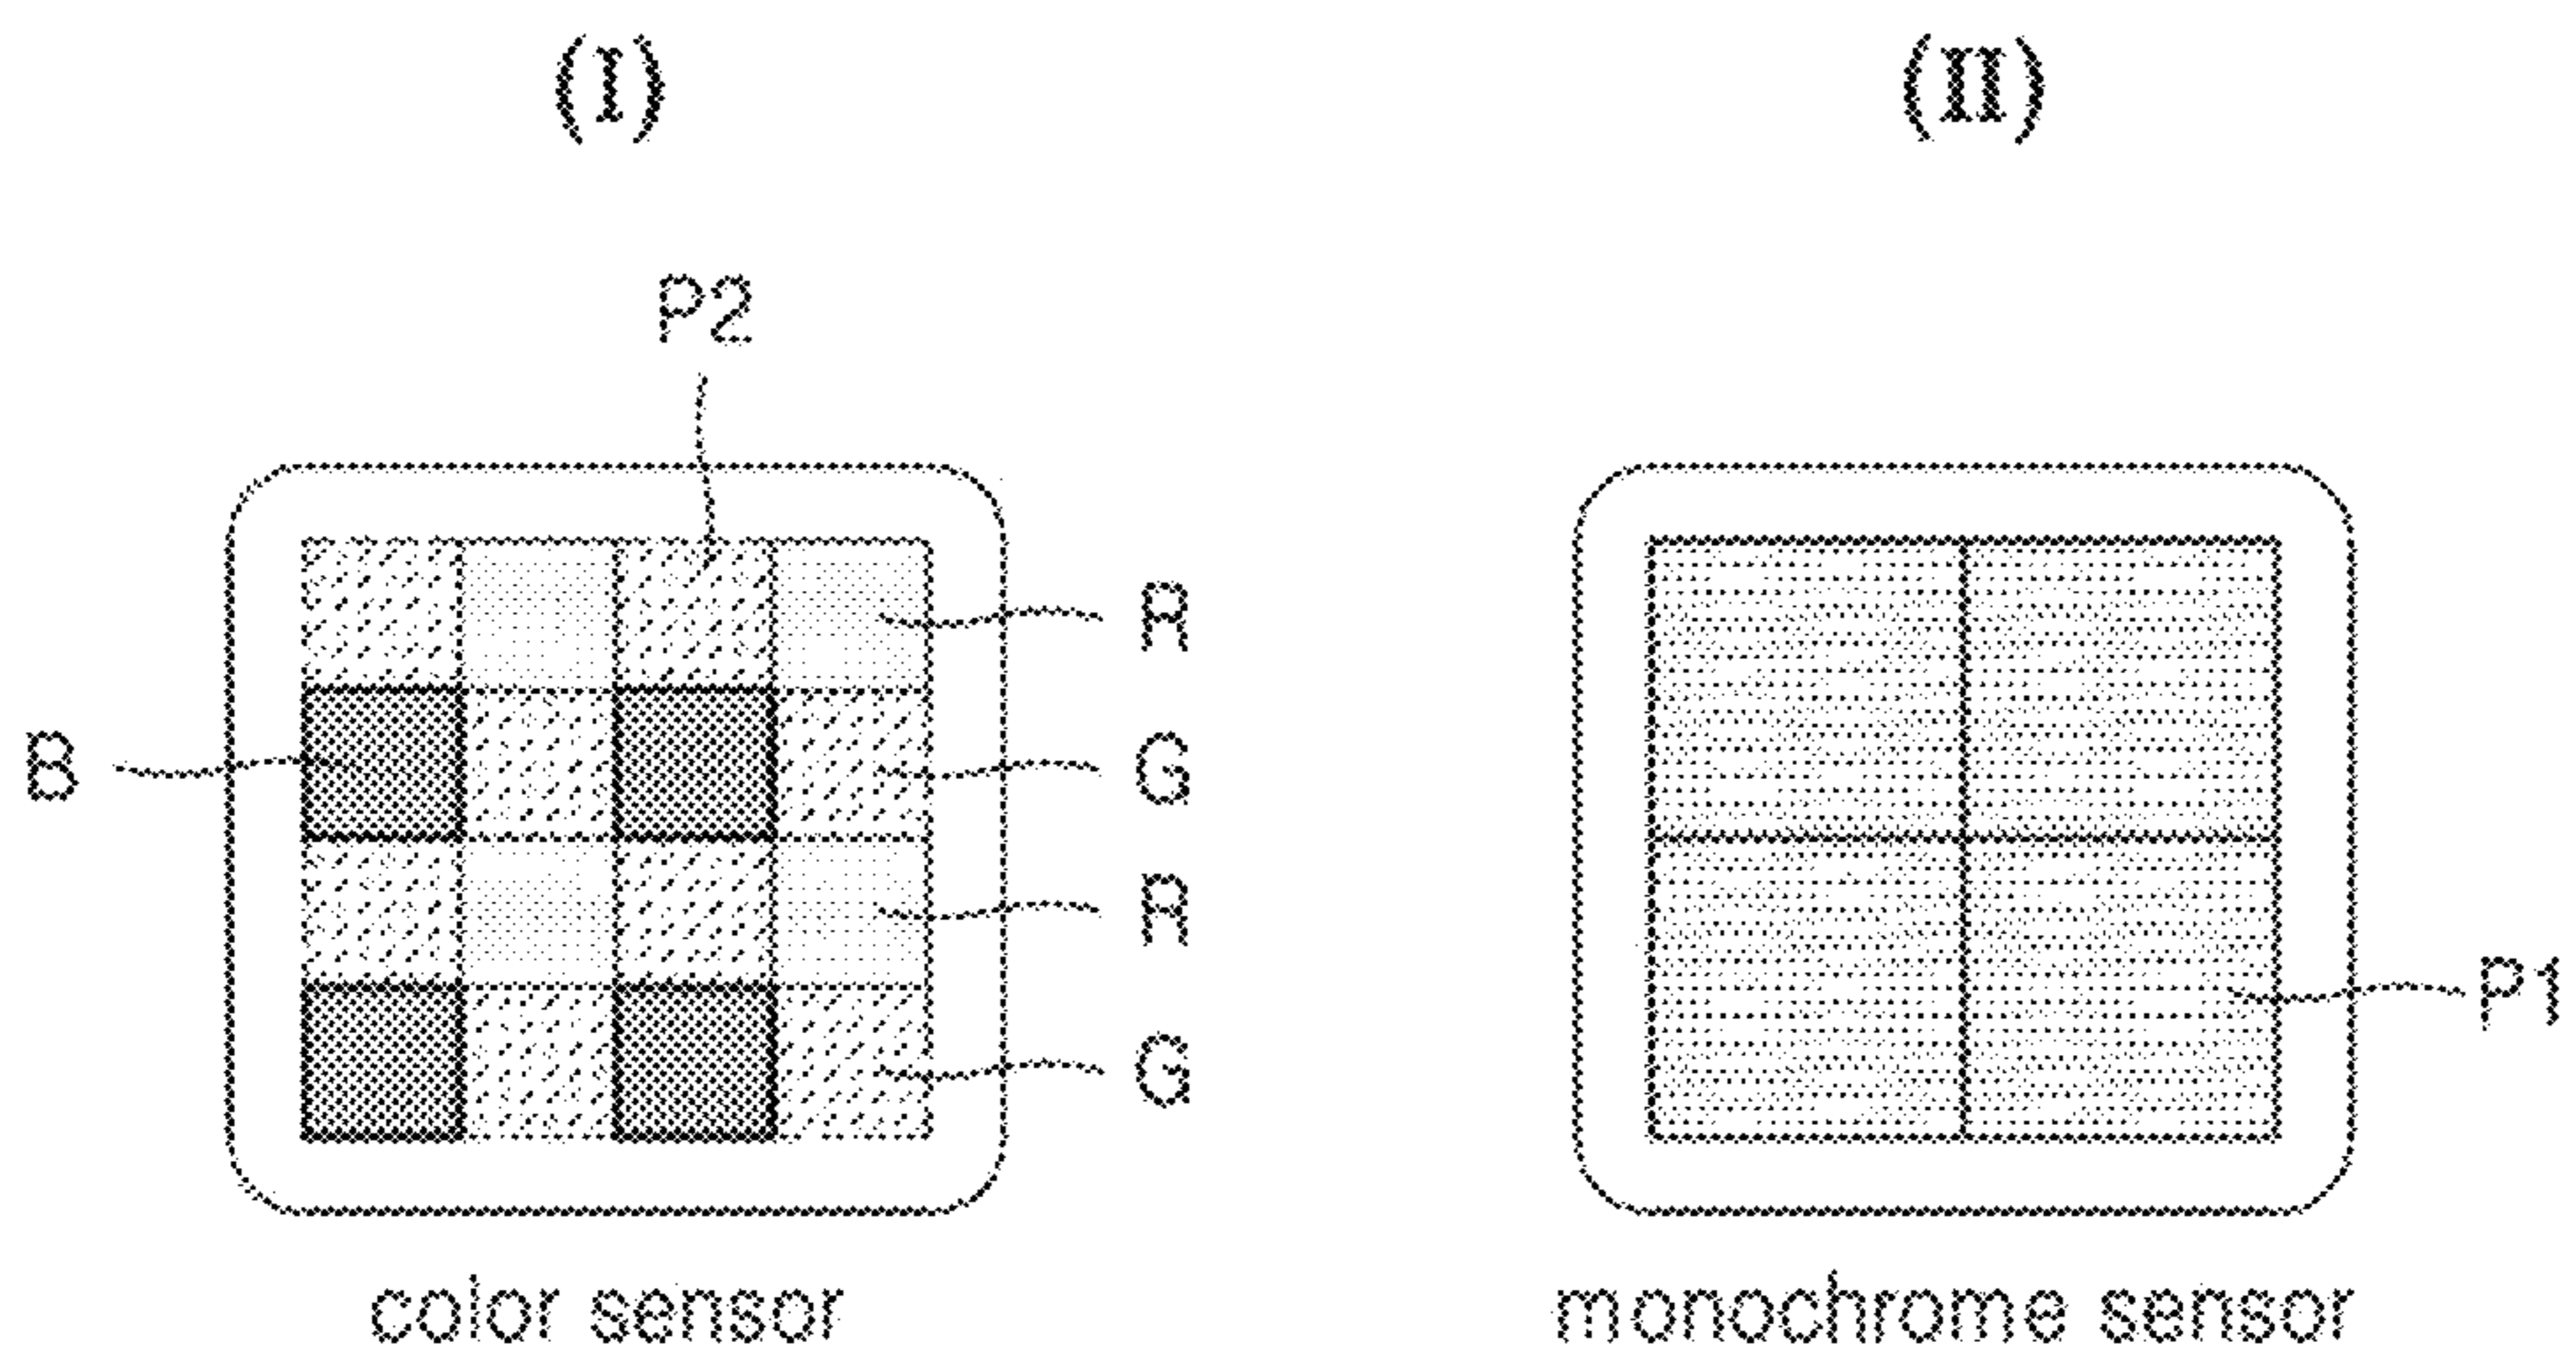 (I)
(II)
P2
R
B
G
R
P1
G
color sensor
monochrome sensor